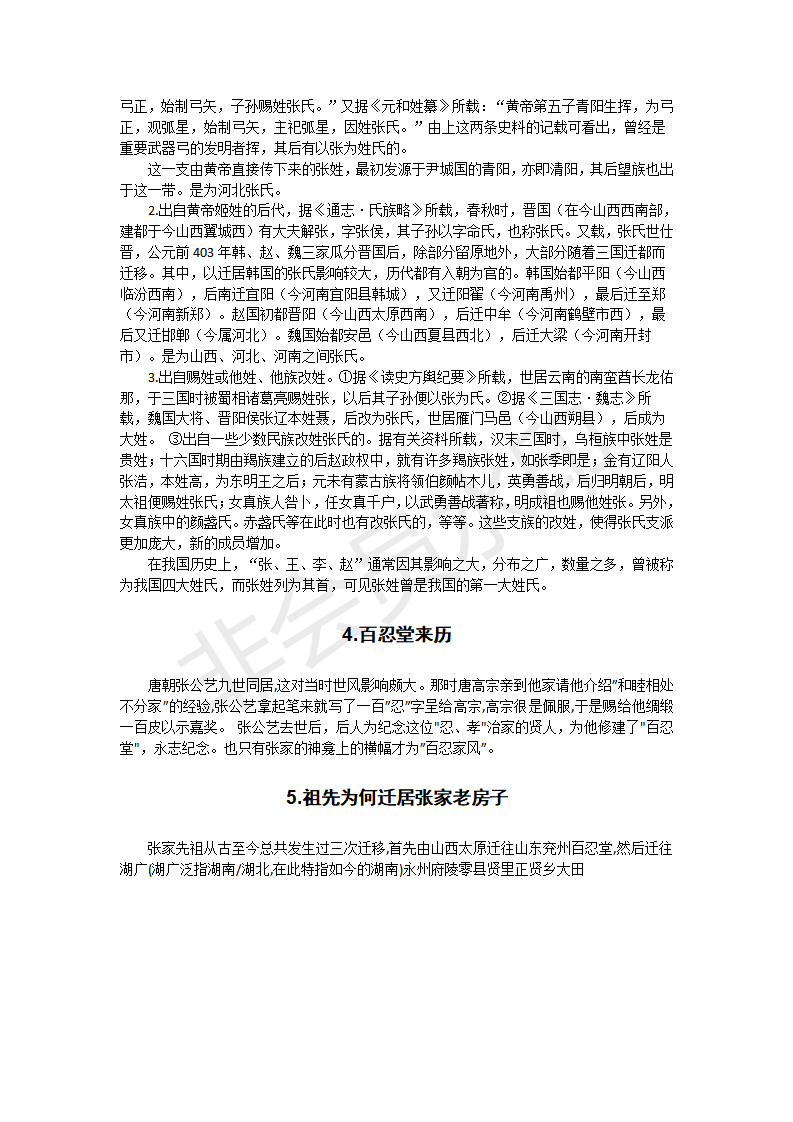 弓正，始制弓矢，子孙赐姓张氏。”又据《元和姓纂》所载：“黄帝第五子青阳生挥，为弓
正，观弧星，始制弓矢，主祀弧星，因姓张氏。”由上这两条史料的记载可看出，曾经是
重要武器弓的发明者挥，其后有以张为姓氏的。
这一支由黄帝直接传下来的张姓，最初发源于尹城国的青阳，亦即清阳，其后望族也出
于这一带。是为河北张氏。
2.出自黄帝姬姓的后代，据《通志·氏族略》所载，春秋时，晋国（在今山西西南部，
建都于今山西翼城西）有大夫解张，字张侯，其子孙以字命氏，也称张氏。又载，张氏世仕
晋，公元前 403 年韩、赵、魏三家瓜分晋国后，除部分留原地外，大部分随着三国迁都而
迁移。其中，以迁居韩国的张氏影响较大，历代都有入朝为官的。韩国始都平阳（今山西
临汾西南），后南迁宜阳（今河南宜阳县韩城），又迁阳翟（今河南禹州），最后迁至郑
（今河南新郑）。赵国初都晋阳（今山西太原西南），后迁中牟（今河南鹤壁市西），最
后又迁邯郸（今属河北）。魏国始都安邑（今山西夏县西北），后迁大梁（今河南开封
市）。是为山西、河北、河南之间张氏。
3.出自赐姓或他姓、他族改姓。①据《读史方舆纪要》所载，世居云南的南蛮酋长龙佑
那，于三国时被蜀相诸葛亮赐姓张，以后其子孙便以张为氏。②据《三国志·魏志》所
载，魏国大将、晋阳侯张辽本姓聂，后改为张氏，世居雁门马邑（今山西朔县），后成为
大姓。 ③出自一些少数民族改姓张氏的。据有关资料所载，汉末三国时，乌桓族中张姓是
贵姓；十六国时期由羯族建立的后赵政权中，就有许多羯族张姓，如张季即是；金有辽阳人
张浩，本姓高，为东明王之后；元末有蒙古族将领伯颜帖木儿，英勇善战，后归明朝后，明
太祖便赐姓张氏；女真族人咎卜，任女真千户，以武勇善战著称，明成祖也赐他姓张。另外，
女真族中的颜盏氏。赤盏氏等在此时也有改张氏的，等等。这些支族的改姓，使得张氏支派
更加庞大，新的成员增加。
在我国历史上，“张、王、李、赵”通常因其影响之大，分布之广，数量之多，曾被称
为我国四大姓氏，而张姓列为其首，可见张姓曾是我国的第一大姓氏。
4.百忍堂来历
唐朝张公艺九世同居,这对当时世风影响颇大。那时唐高宗亲到他家请他介绍"和睦相处
不分家"的经验,张公艺拿起笔来就写了一百"忍"字呈给高宗,高宗很是佩服,于是赐给他绸缎
一百皮以示嘉奖。 张公艺去世后，后人为纪念这位"忍、孝"治家的贤人，为他修建了"百忍
堂"，永志纪念。也只有张家的神龛上的横幅才为"百忍家风"。
5.祖先为何迁居张家老房子
张家先祖从古至今总共发生过三次迁移,首先由山西太原迁往山东兖州百忍堂,然后迁往
湖广(湖广泛指湖南/湖北,在此特指如今的湖南)永州府陵零县贤里正贤乡大田
非会员水印